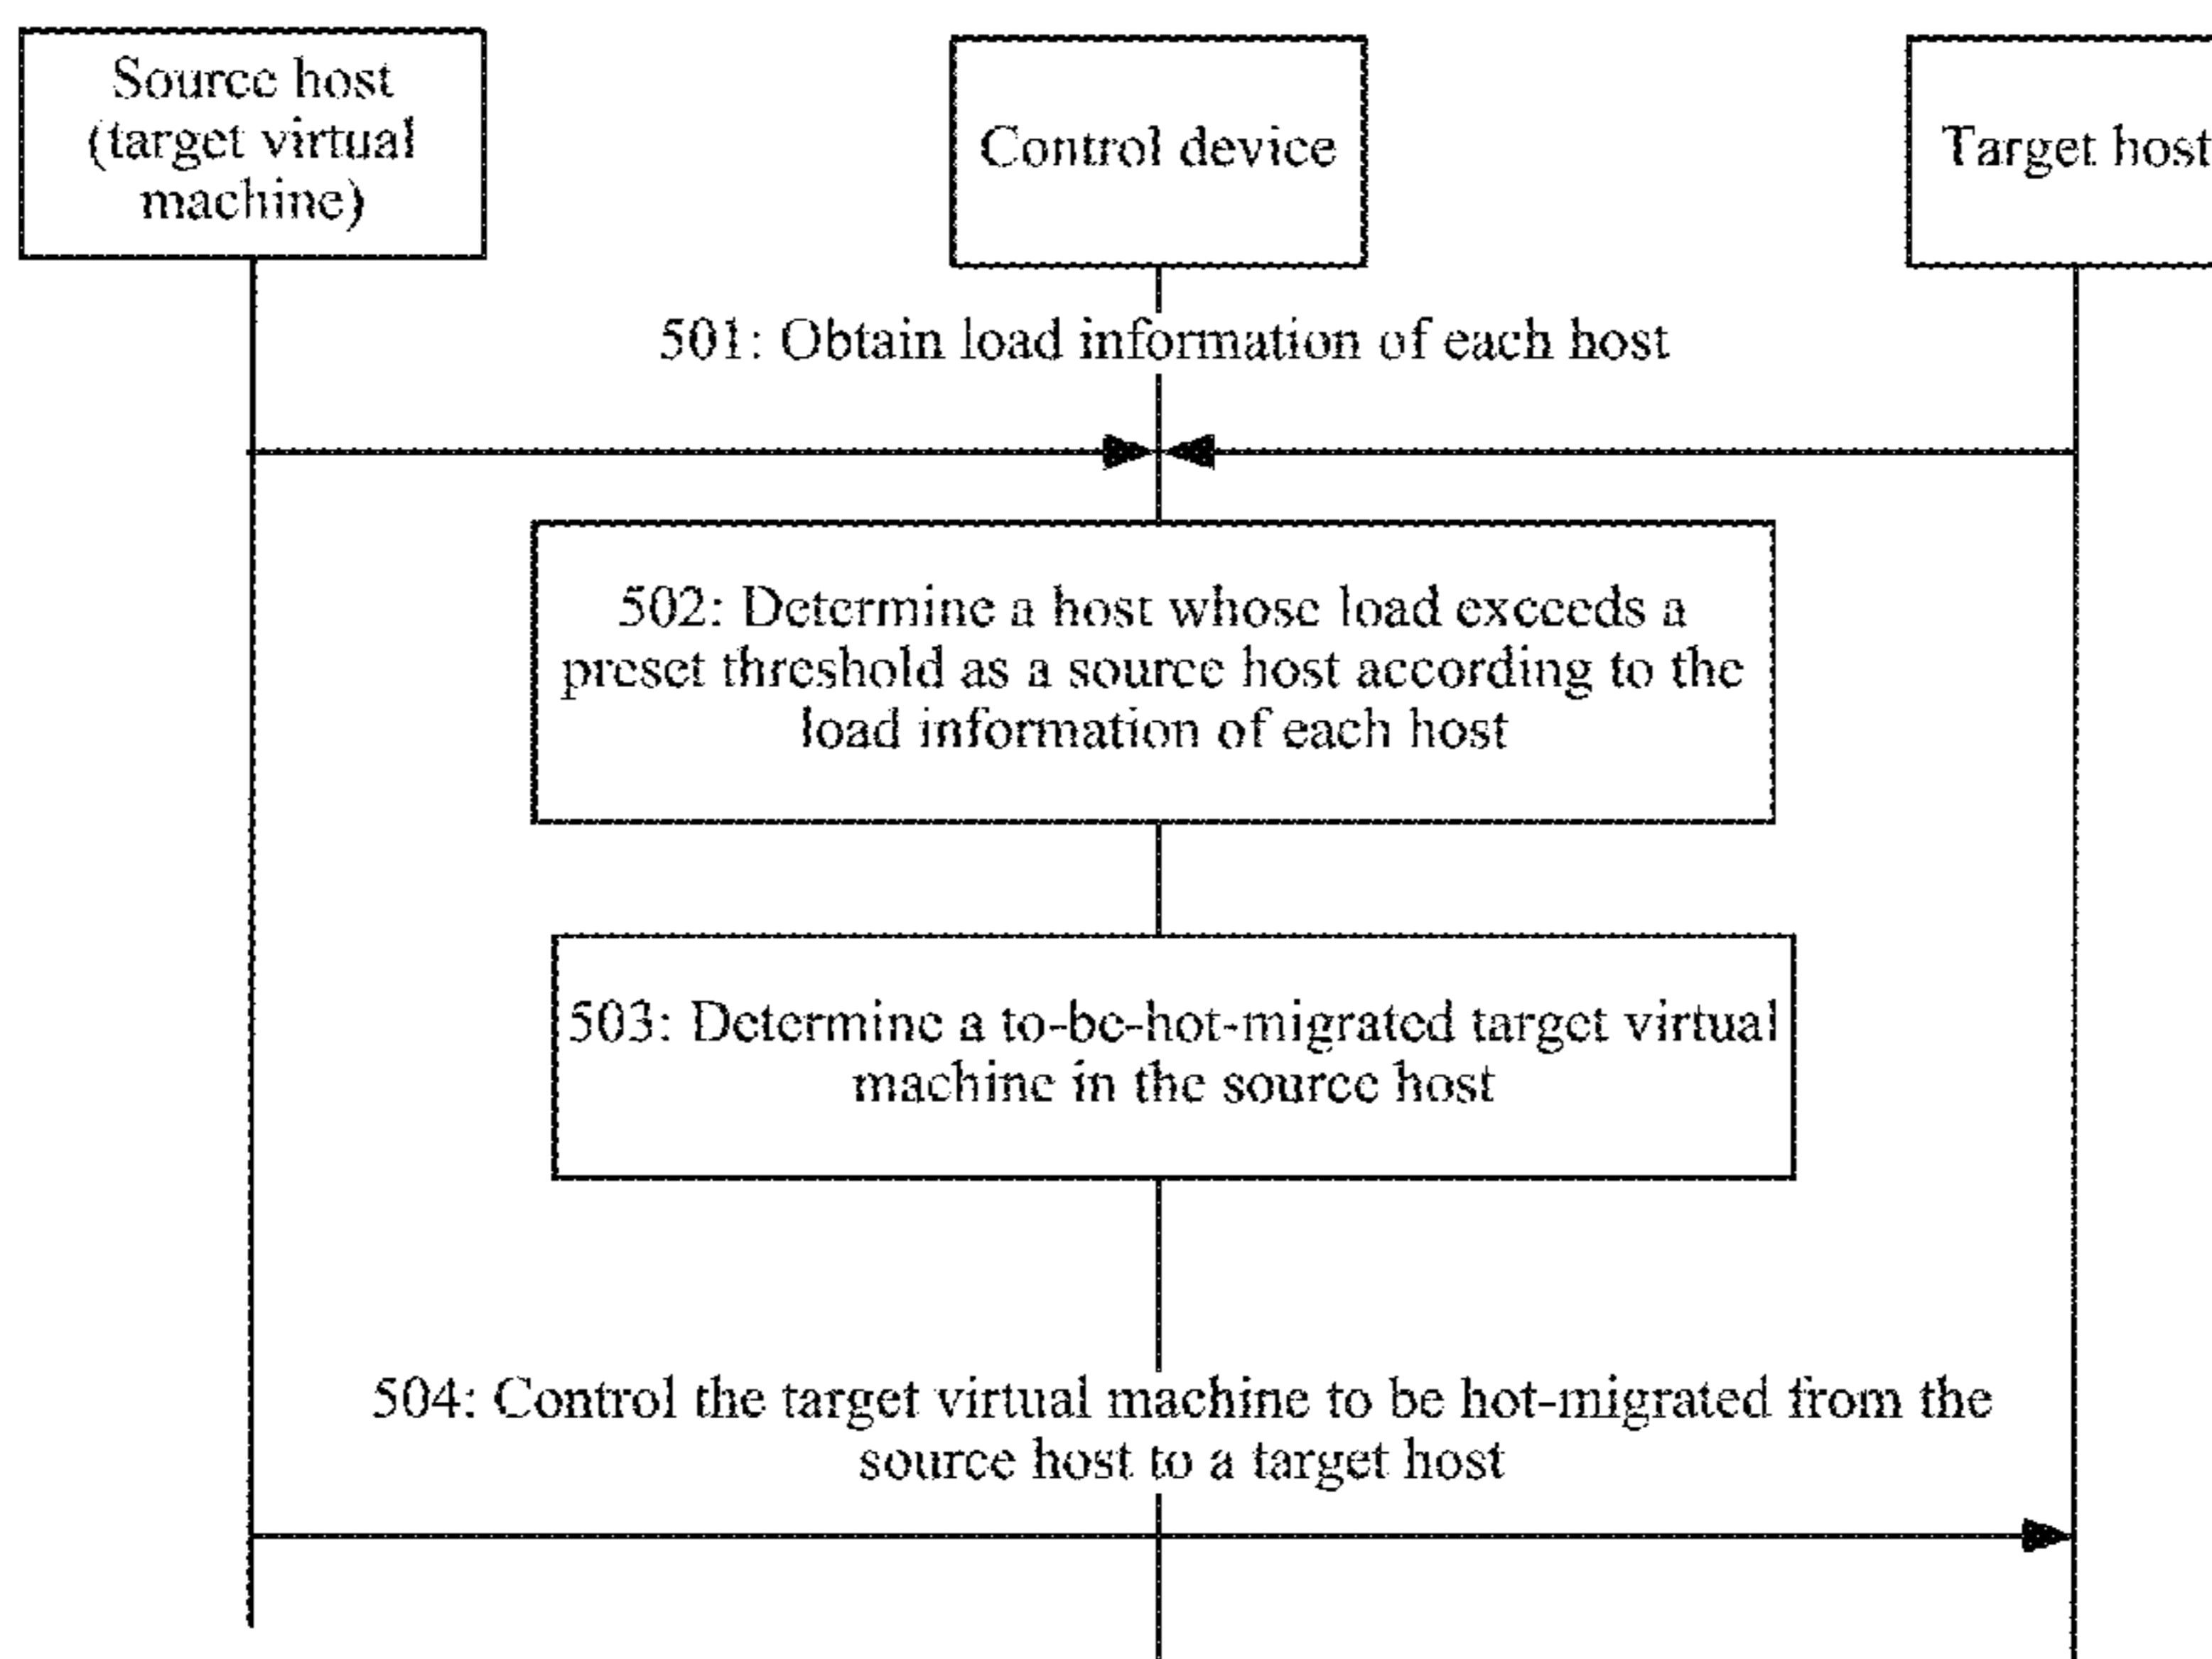 Source host
(target virtual
machine)
Control device
Target host
501: Obtain load information of each host
502: Determine a host whose load exceeds a
preset threshold as a source host according to the
load information of each host
503: Determine a to-be-hot-migrated target virtual
machine in the source host
504: Control the target virtual machine to be hot-migrated from the
source host to a target host